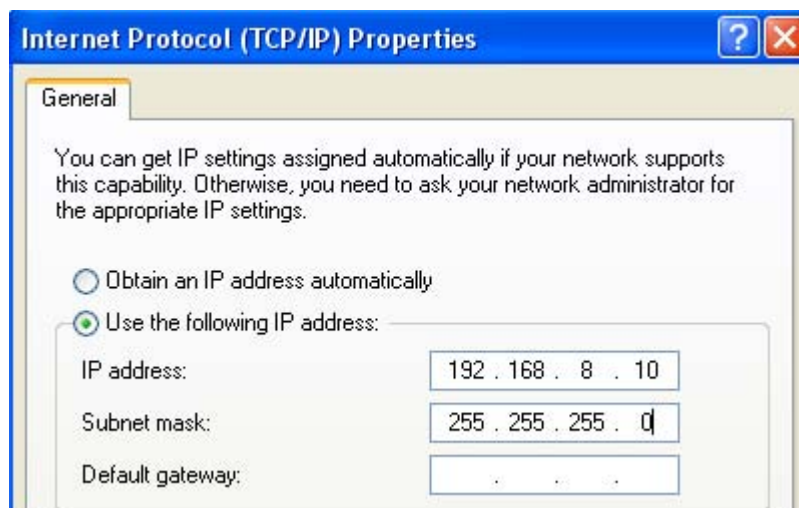 Internet Protocol (TCP/IP) Properties
General
You can get IP settings assigned automatically if your network supports
this capability. Otherwise, you need to ask your network administrator for
the appropriate IP settings.
Obtain an IP address automatically
Use the following IP address:
IP address: 192 . 168 . 8 . 10
Subnet mask: 255 . 255 . 255 . 0
Default gateway: . . .